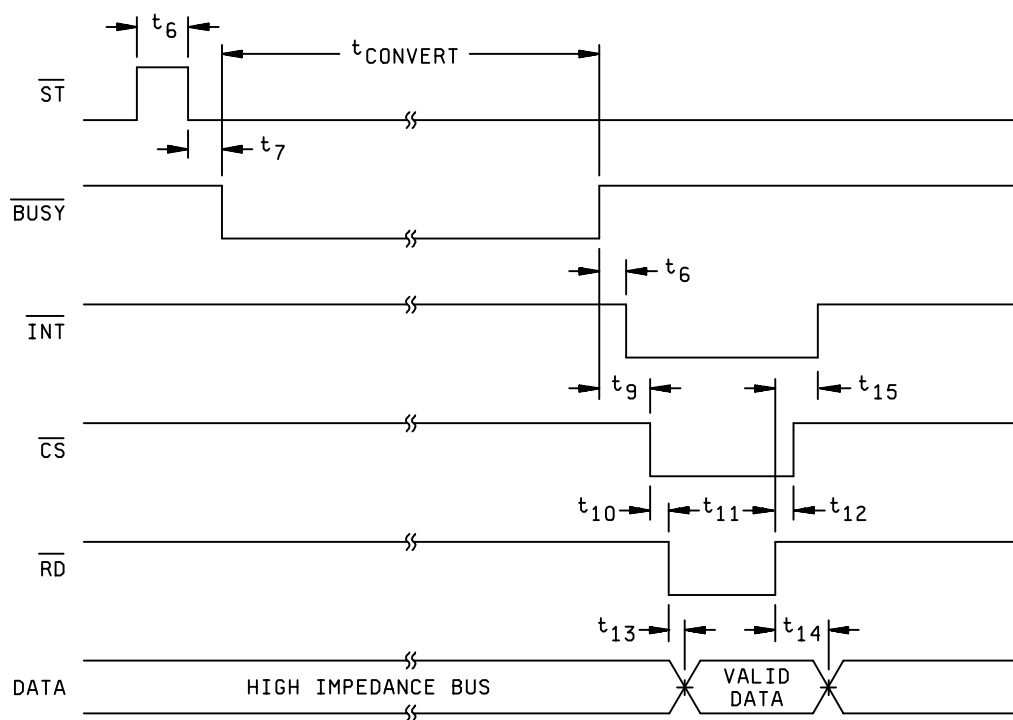 t6
tCONVERT
ST
t7
BUSY
t6
INT
t9
t15
CS
t10
t11
t12
RD
t13
t14
DATA
HIGH IMPEDANCE BUS
VALID
DATA